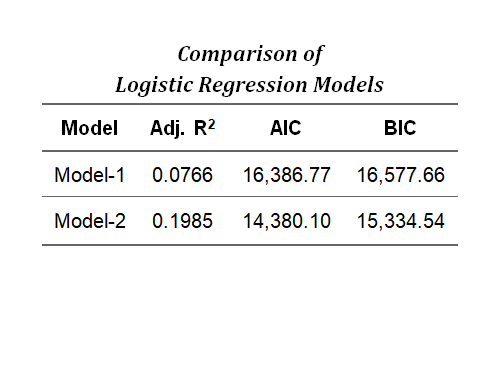 Comparison of
Logistic Regression Models
Model Adj. R² AIC BIC
Model-1 0.0766 16,386.77 16,577.66
Model-2 0.1985 14,380.10 15,334.54